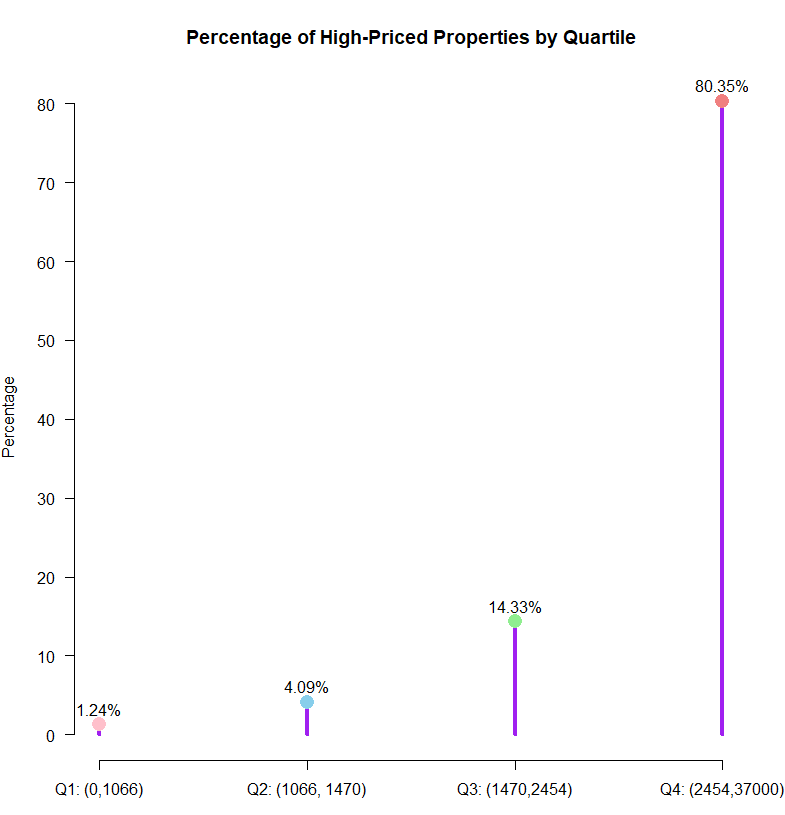 Percentage of High-Priced Properties by Quartile
80.35%
80
70
60
50
40
Percentage
30
20
14.33%
10
4.09%
1.24%
0
Q1: (0,1066)
Q2: (1066, 1470)
Q3: (1470,2454)
Q4: (2454,37000)